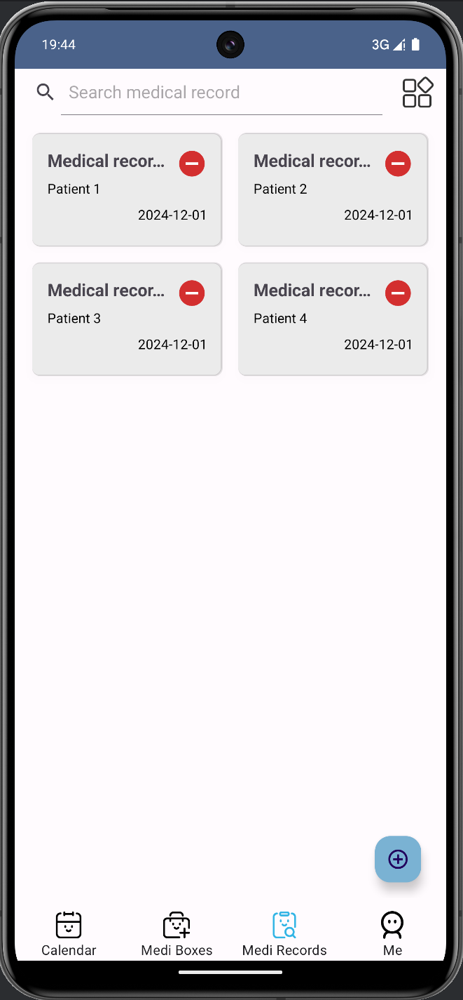 19:44 3G
Search medical record
Medical recor... Medical recor...
Patient 1 Patient 2
2024-12-01 2024-12-01
Medical recor... Medical recor...
Patient 3 Patient 4
2024-12-01 2024-12-01
Calendar Medi Boxes Medi Records Me